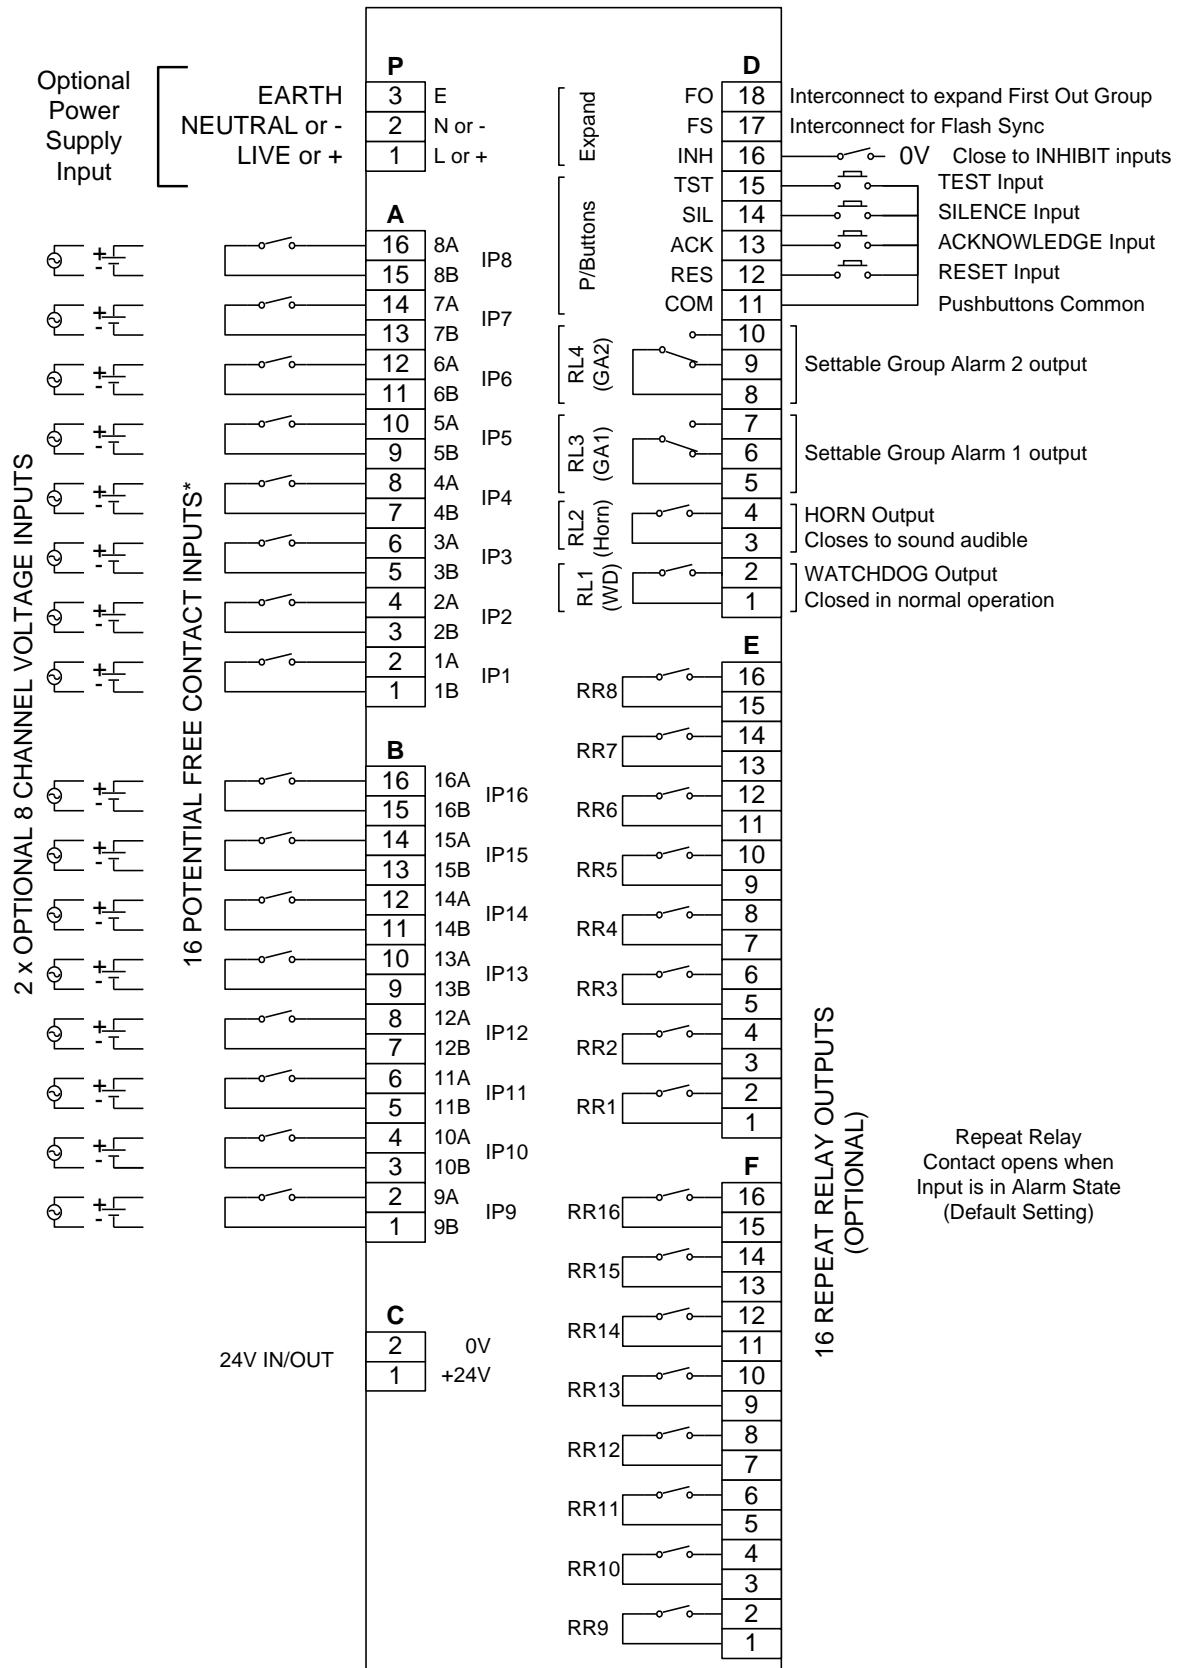 Optional
Power
Supply
Input
EARTH
NEUTRAL or -
LIVE or +
P
3 E
2 N or -
1 L or +
A
16 8A
15 8B
IP8
14 7A
13 7B
IP7
12 6A
11 6B
IP6
10 5A
9 5B
IP5
8 4A
7 4B
IP4
6 3A
5 3B
IP3
4 2A
3 2B
IP2
2 1A
1 1B
IP1
B
16 16A
15 16B
IP16
14 15A
13 15B
IP15
12 14A
11 14B
IP14
10 13A
9 13B
IP13
8 12A
7 12B
IP12
6 11A
5 11B
IP11
4 10A
3 10B
IP10
2 9A
1 9B
IP9
2 x OPTIONAL 8 CHANNEL VOLTAGE INPUTS
16 POTENTIAL FREE CONTACT INPUTS*
C
24V IN/OUT
2 0V
1 +24V
D
Expand
FO 18 Interconnect to expand First Out Group
FS 17 Interconnect for Flash Sync
INH 16 0V Close to INHIBIT inputs
P/Buttons
TST 15 TEST Input
SIL 14 SILENCE Input
ACK 13 ACKNOWLEDGE Input
RES 12 RESET Input
COM 11 Pushbuttons Common
RL4
(GA2)
10
9
8
Settable Group Alarm 2 output
RL3
(GA1)
7
6
5
Settable Group Alarm 1 output
RL2
(Horn)
4
3
HORN Output
Closes to sound audible
RL1
(WD)
2
1
WATCHDOG Output
Closed in normal operation
E
RR8
16
15
RR7
14
13
RR6
12
11
RR5
10
9
RR4
8
7
RR3
6
5
RR2
4
3
RR1
2
1
F
RR16
16
15
RR15
14
13
RR14
12
11
RR13
10
9
RR12
8
7
RR11
6
5
RR10
4
3
RR9
2
1
16 REPEAT RELAY OUTPUTS
(OPTIONAL)
Repeat Relay
Contact opens when
Input is in Alarm State
(Default Setting)